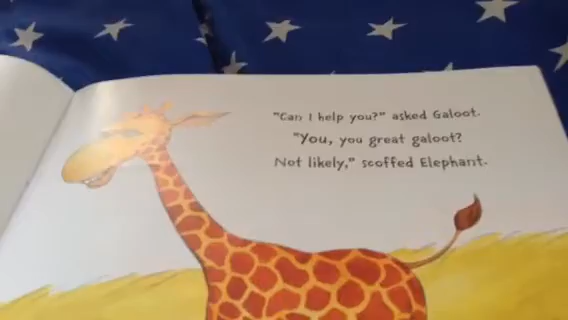 "Can I help you?" asked Galoot.
"You, you great galoot?
Not likely," scoffed Elephant.